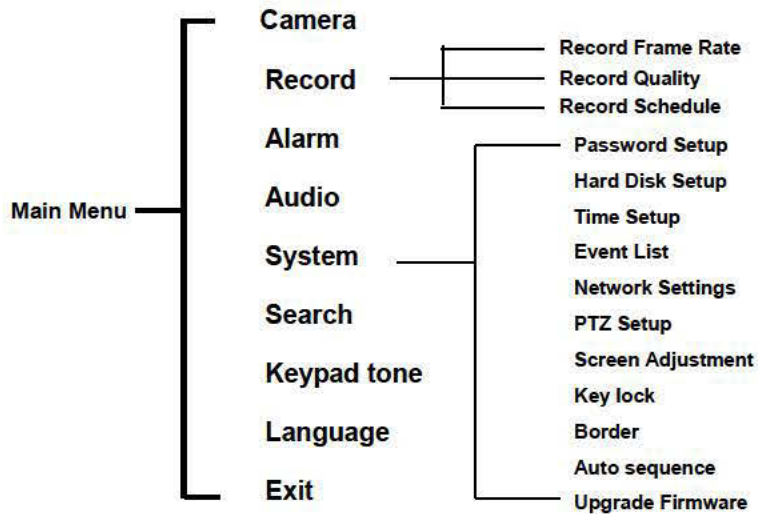 Main Menu
Camera
Record
Record Frame Rate
Record Quality
Record Schedule
Alarm
Audio
System
Password Setup
Hard Disk Setup
Time Setup
Event List
Network Settings
PTZ Setup
Screen Adjustment
Key lock
Border
Auto sequence
Upgrade Firmware
Search
Keypad tone
Language
Exit